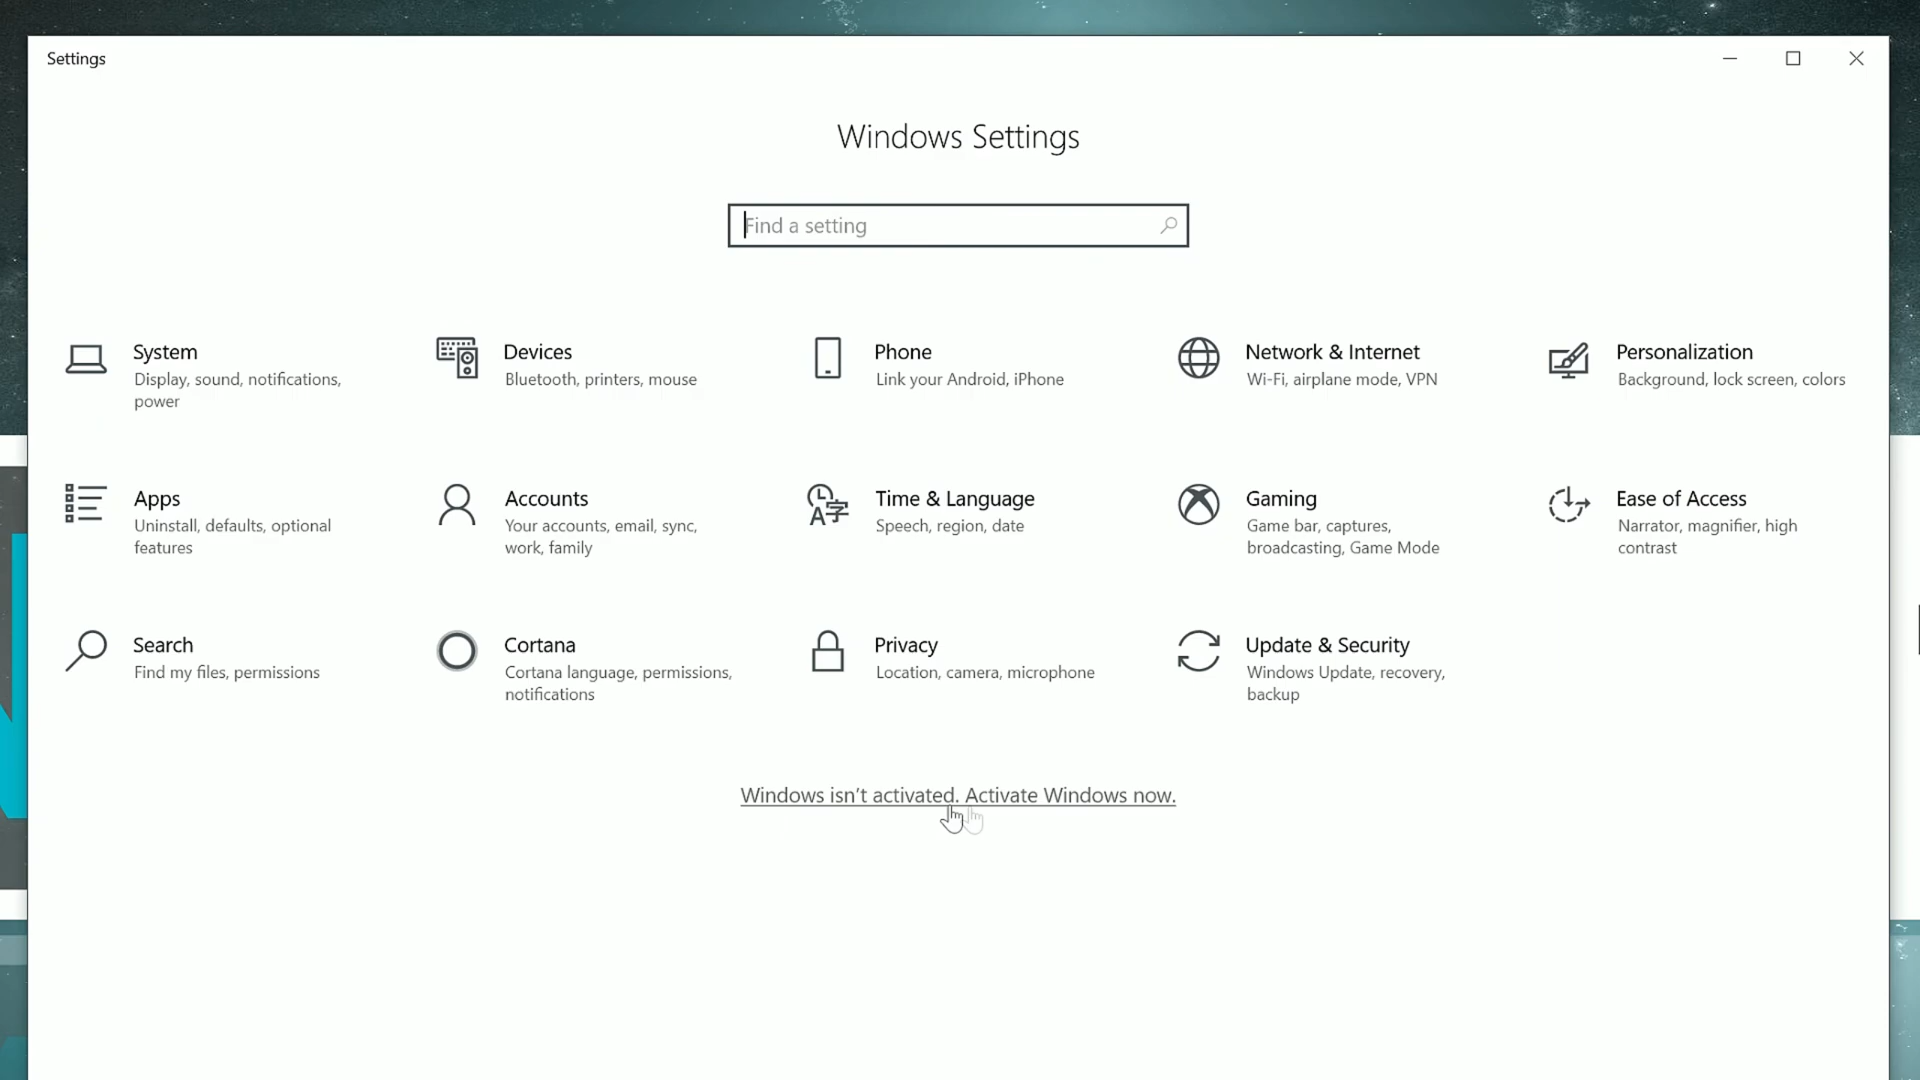 Settings
Windows Settings
Find a setting
System
Display, sound, notifications,
power
Devices
Bluetooth, printers, mouse
Phone
Link your Android, iPhone
Network & Internet
Wi-Fi, airplane mode, VPN
Personalization
Background, lock screen, colors
Apps
Uninstall, defaults, optional
features
Accounts
Your accounts, email, sync,
work, family
Time & Language
Speech, region, date
Gaming
Game bar, captures,
broadcasting, Game Mode
Ease of Access
Narrator, magnifier, high
contrast
Search
Find my files, permissions
Cortana
Cortana language, permissions,
notifications
Privacy
Location, camera, microphone
Update & Security
Windows Update, recovery,
backup
Windows isn't activated. Activate Windows now.